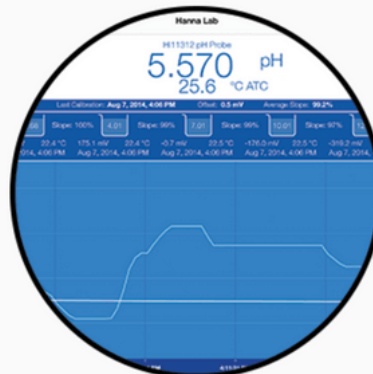 Hanna Lab
HI11312 pH Probe
5.570 pH
25.6 °C ATC
Last Calibration: Aug 7, 2014, 4:06 PM Offset: 0.5 mV Average Slope: 99.2%
Slope: 100% 4.01 Slope: 99% 7.01 Slope: 99% 10.01 Slope: 97%
22.4 °C 175.1 mV 22.4 °C -0.7 mV 22.5 °C -176.0 mV 22.5 °C -319.2 mV
2014, 4:06 PM Aug 7, 2014, 4:06 PM Aug 7, 2014, 4:06 PM Aug 7, 2014, 4:06 PM Aug 7, 2014